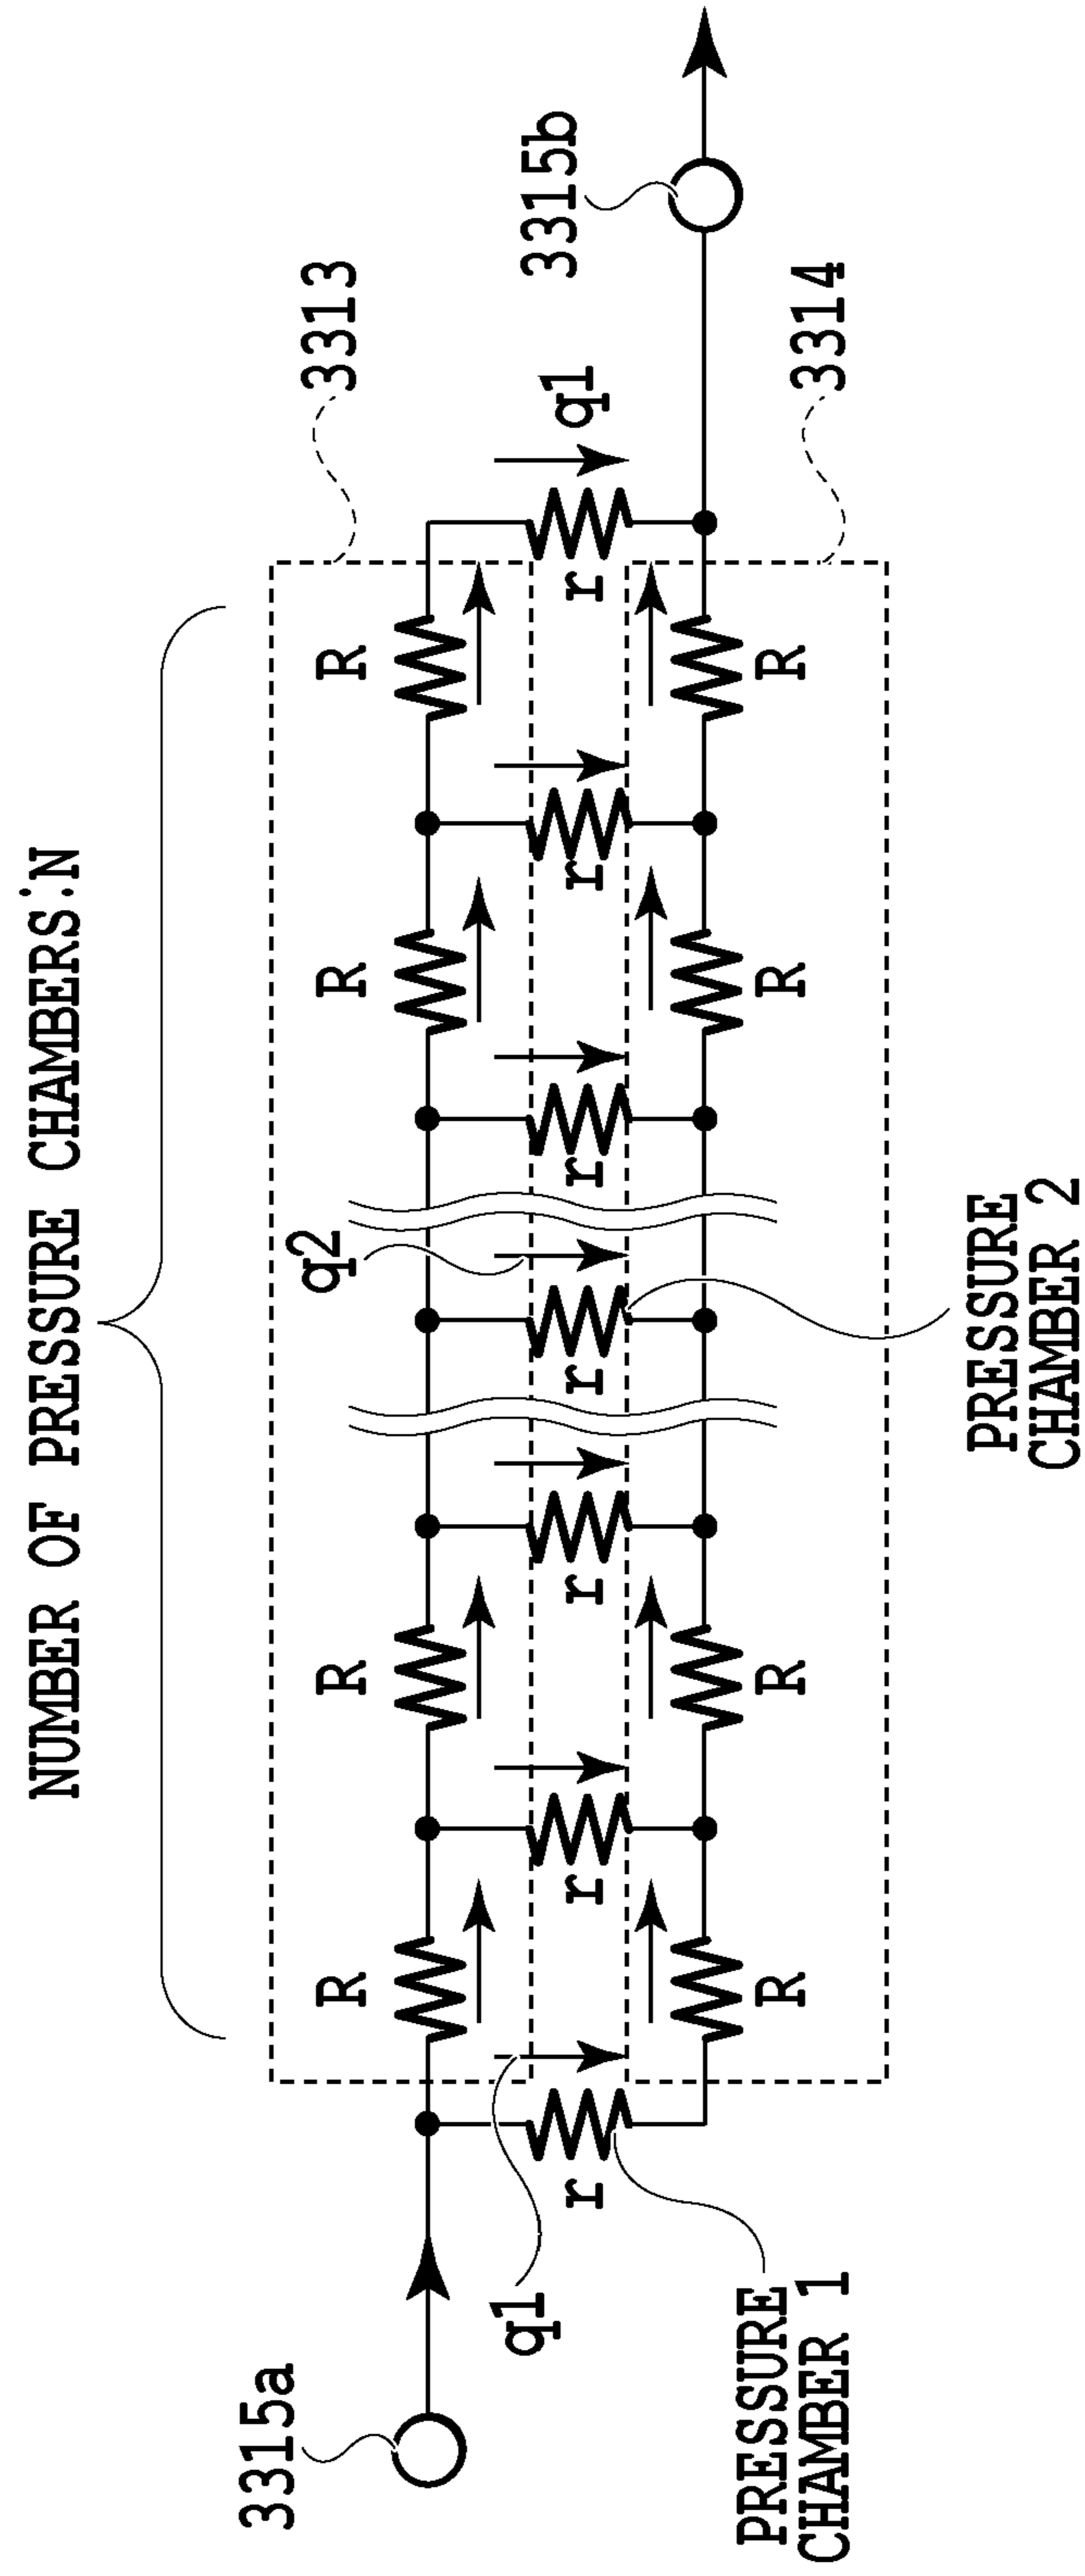 NUMBER OF PRESSURE CHAMBERS:N
3313
3315b
3315a
q1
q2
q1
R
R
R
R
r
r
r
r
r
r
r
R
R
R
R
3314
PRESSURE
CHAMBER 1
PRESSURE
CHAMBER 2